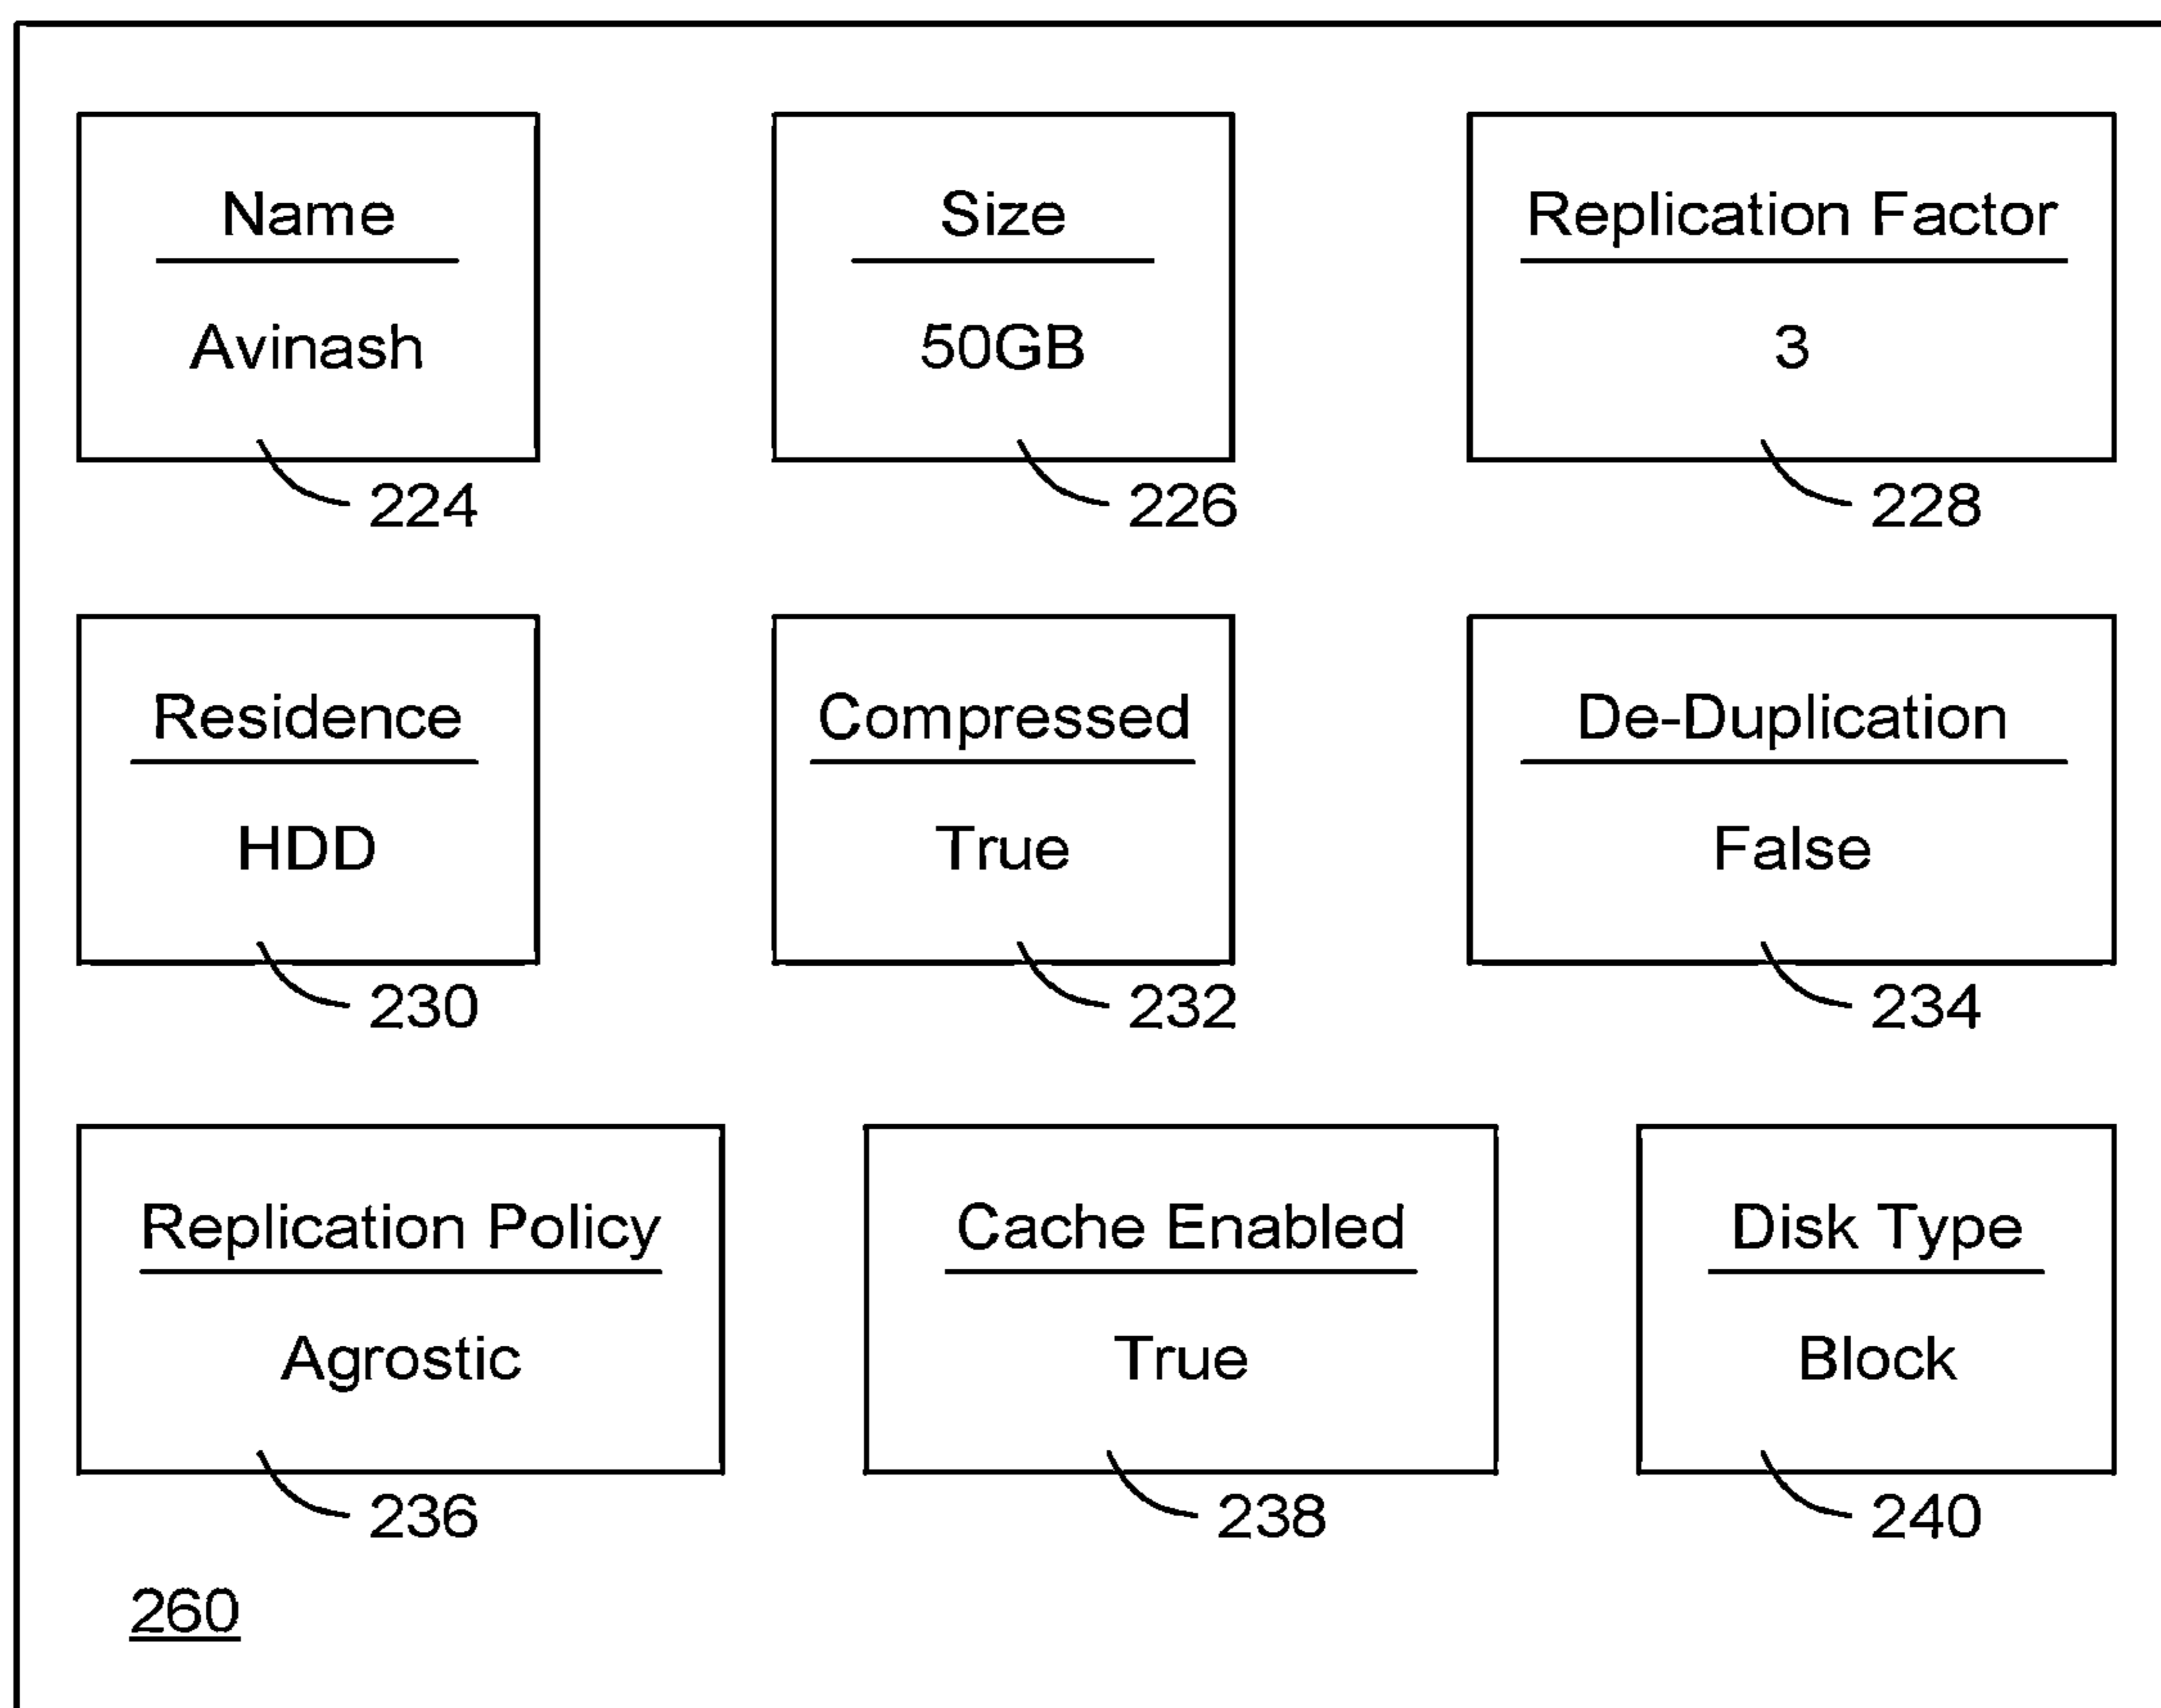 Name
Avinash
224
Size
50GB
226
Replication Factor
3
228
Residence
HDD
230
Compressed
True
232
De-Duplication
False
234
Replication Policy
Agrostic
236
Cache Enabled
True
238
Disk Type
Block
240
260